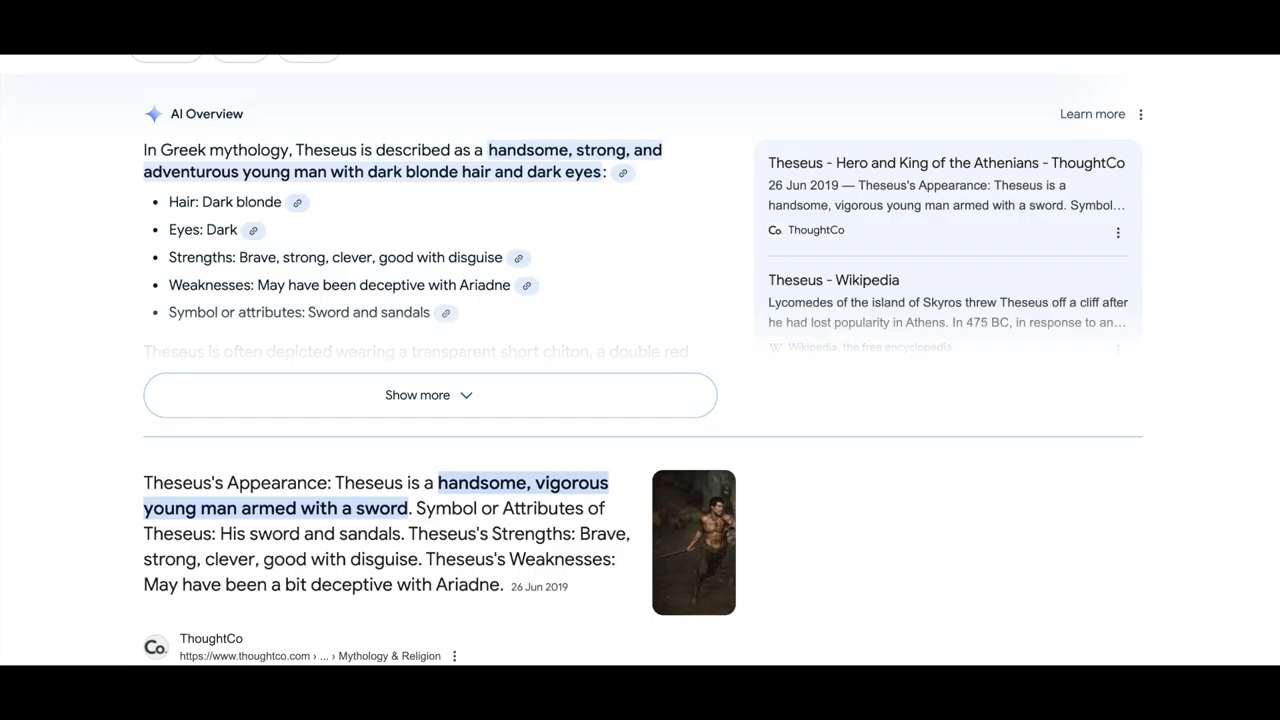 AI Overview
Learn more
In Greek mythology, Theseus is described as a handsome, strong, and
adventurous young man with dark blonde hair and dark eyes:
• Hair: Dark blonde
• Eyes: Dark
• Strengths: Brave, strong, clever, good with disguise
• Weaknesses: May have been deceptive with Ariadne
• Symbol or attributes: Sword and sandals
Theseus is often depicted wearing a transparent short chiton, a double red
Show more
Theseus - Hero and King of the Athenians - ThoughtCo
26 Jun 2019 — Theseus's Appearance: Theseus is a
handsome, vigorous young man armed with a sword. Symbol...
Co. ThoughtCo
Theseus - Wikipedia
Lycomedes of the island of Skyros threw Theseus off a cliff after
he had lost popularity in Athens. In 475 BC, in response to an...
W Wikipedia, the free encyclopedia
Theseus's Appearance: Theseus is a handsome, vigorous
young man armed with a sword. Symbol or Attributes of
Theseus: His sword and sandals. Theseus's Strengths: Brave,
strong, clever, good with disguise. Theseus's Weaknesses:
May have been a bit deceptive with Ariadne. 26 Jun 2019
Co. ThoughtCo
https://www.thoughtco.com › ... › Mythology & Religion